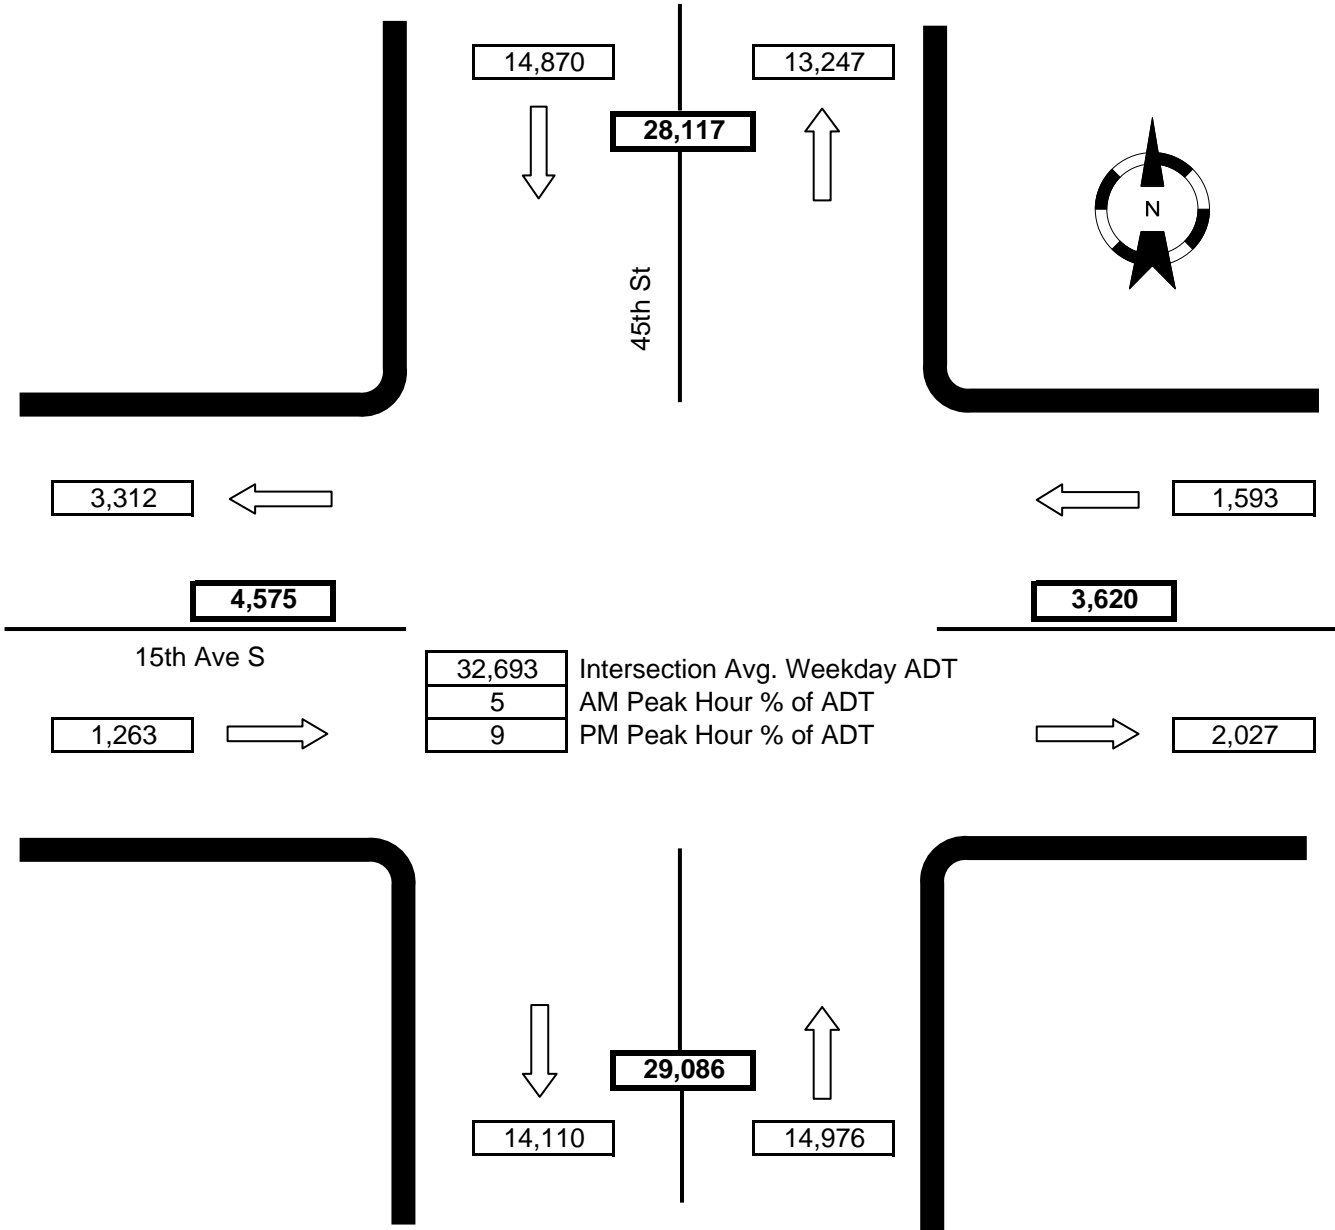 14,870
13,247
28,117
N
45th St
3,312
1,593
4,575
3,620
15th Ave S
32,693 Intersection Avg. Weekday ADT
5 AM Peak Hour % of ADT
9 PM Peak Hour % of ADT
1,263
2,027
29,086
14,110
14,976